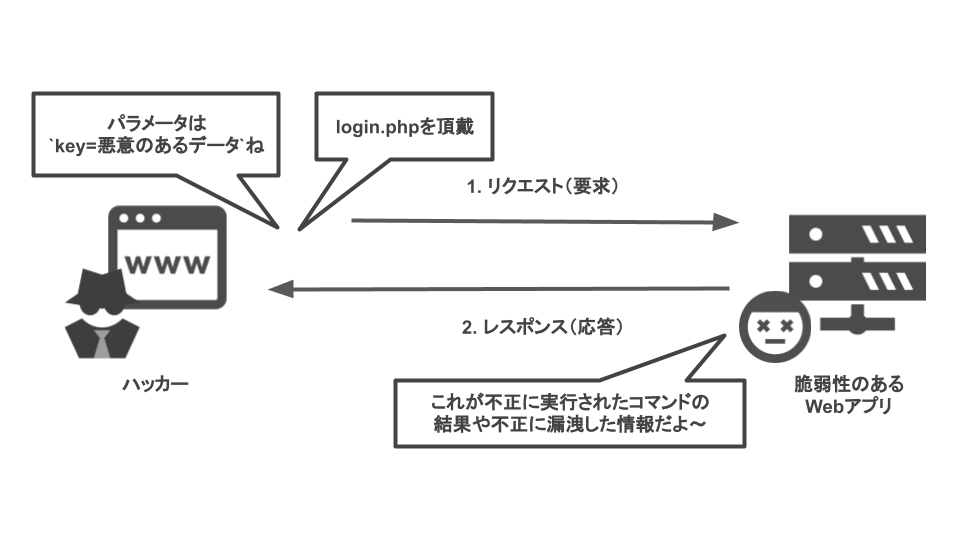 パラメータは
`key=悪意のあるデータ`ね
login.phpを頂戴
1. リクエスト（要求）
WWW
2. レスポンス（応答）
ハッカー
これが不正に実行されたコマンドの
結果や不正に漏洩した情報だよ〜
脆弱性のある
Webアプリ